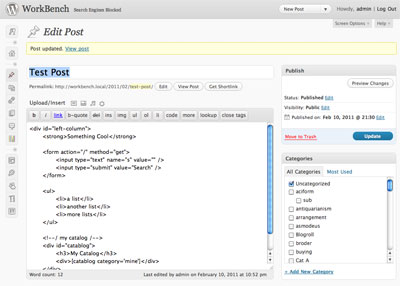 WorkBench Search Engines Blocked New Post Howdy, admin | Log Out
Screen Options Help
Edit Post
Post updated. View post
Test Post
Permalink: http://workbench.local/2011/02/test-post/ Edit View Post Get Shortlink
Upload/Insert
b i link b-quote del ins img ul ol li code more lookup close tags
<div id="left-column">
<strong>Something Cool</strong>
<form action="/" method="get">
<input type="text" name="s" value="" />
<input type="submit" value="Search" />
</form>
<ul>
<li>a list</li>
<li>another list</li>
<li>more lists</li>
</ul>
<!--/ my catalog /-->
<div id="catablog">
<h3>My Catalog</h3>
<div>[catablog category="mine"]</div>
Word count: 12 Last edited by admin on February 10, 2011 at 10:52 pm
Publish
Preview Changes
Status: Published Edit
Visibility: Public Edit
Published on: Feb 10, 2011 @ 21:30 Edit
Move to Trash Update
Categories
All Categories Most Used
Uncategorized
aciform
sub
antiquarianism
arrangement
asmodeus
Blogroll
broder
buying
Cat A
+ Add New Category